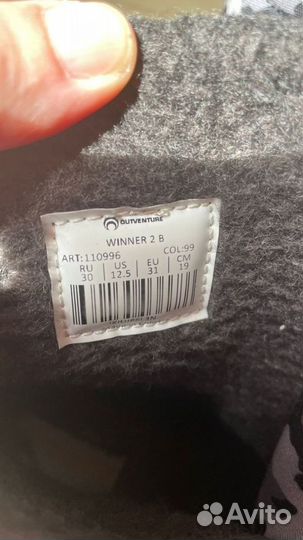 OUTVENTURE
WINNER 2 B
ART:110996 COL:99
RU US EU CM
30 12.5 31 19
Avito